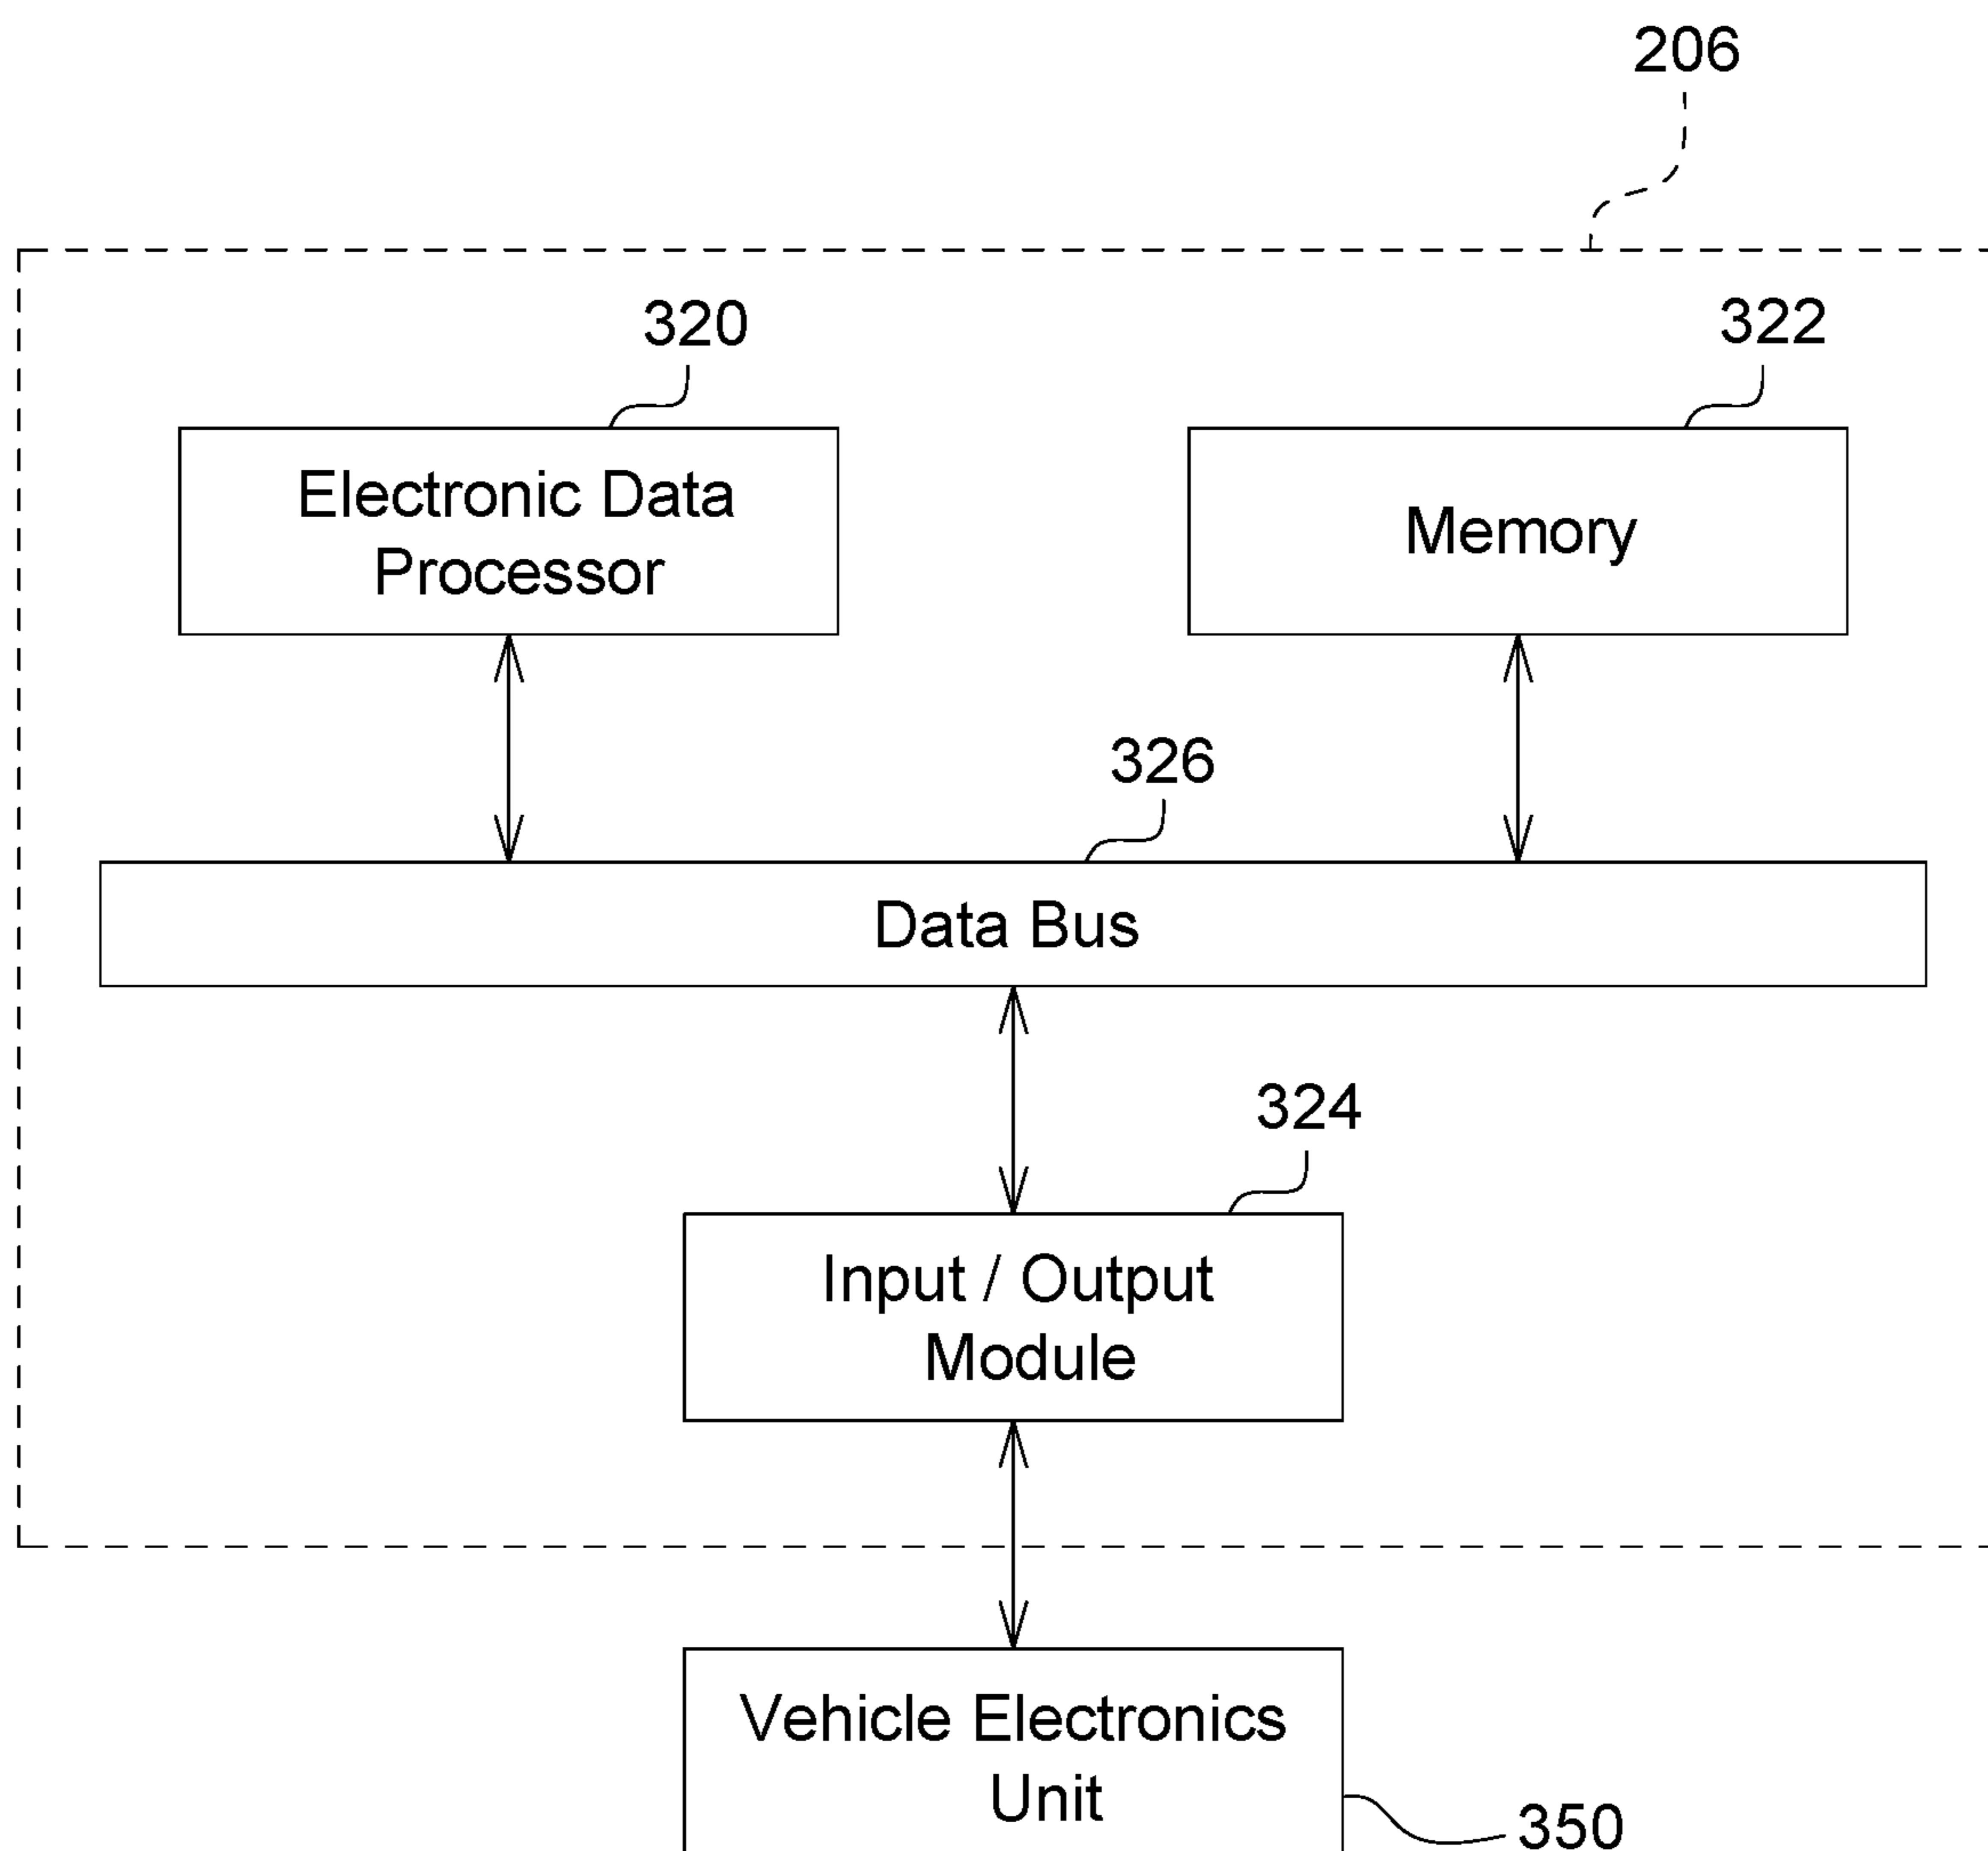 206
320
322
Electronic Data
Processor
Memory
326
Data Bus
324
Input / Output
Module
Vehicle Electronics
Unit
350